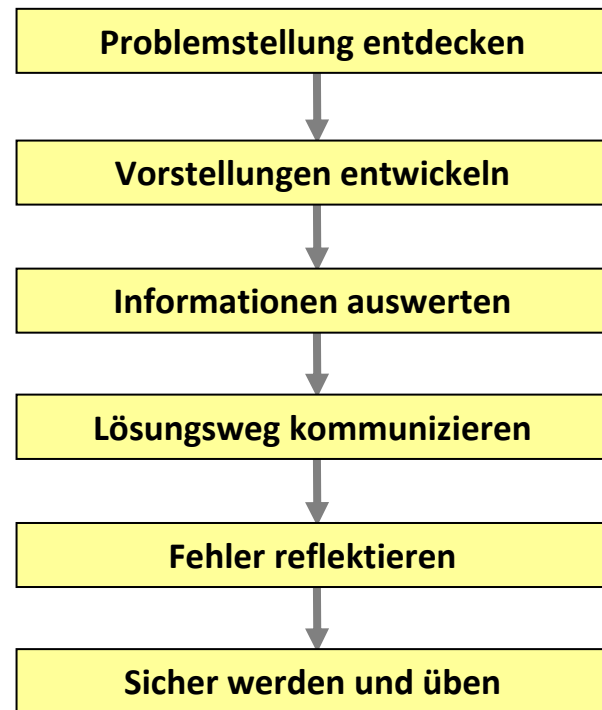 Problemstellung entdecken
Vorstellungen entwickeln
Informationen auswerten
Lösungsweg kommunizieren
Fehler reflektieren
Sicher werden und üben